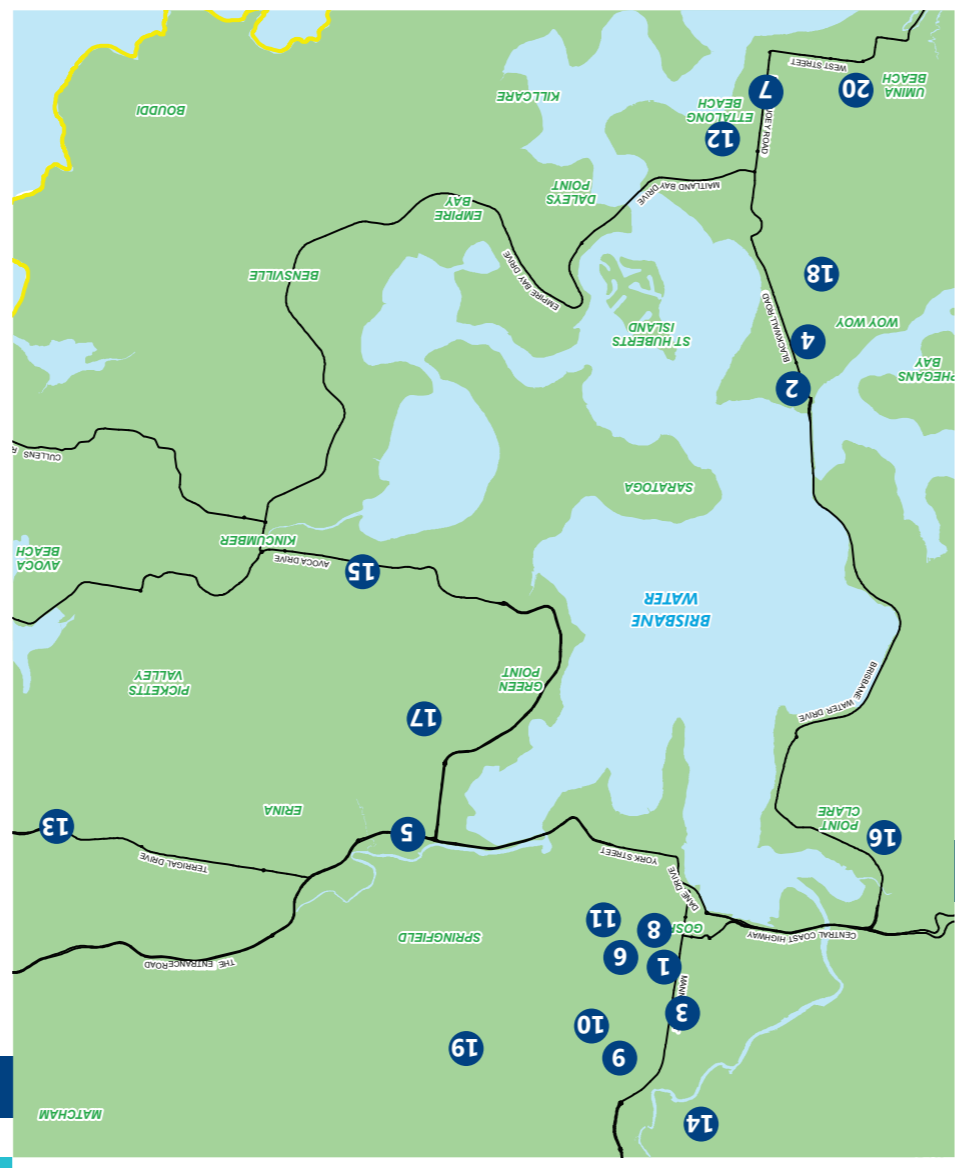 14
MATCHAM
9
19
10
3
1
6
MANN
CENTRAL COAST HIGHWAY
GOSF
8
11
SPRINGFIELD
THE ENTRANCE ROAD
DANE DRIVE
YORK STREET
TERRIGAL DRIVE
16
5
13
POINT
CLARE
ERINA
BRISBANE WATER DRIVE
17
GREEN
POINT
PICKETTS
VALLEY
BRISBANE
WATER
15
AVOCA DRIVE
KINCUMBER
AVOCA
BEACH
SARATOGA
CULLENS R
2
PHEGANS
BAY
4
WOY WOY
BLACKWALL ROAD
ST HUBERTS
ISLAND
18
EMPIRE BAY DRIVE
BENSVILLE
EMPIRE
BAY
MAITLAND BAY DRIVE
DALEYS
POINT
12
OCEY ROAD
ETTALONG
BEACH
KILLCARE
BOUDDI
7
20
UMINA
BEACH
WEST STREET